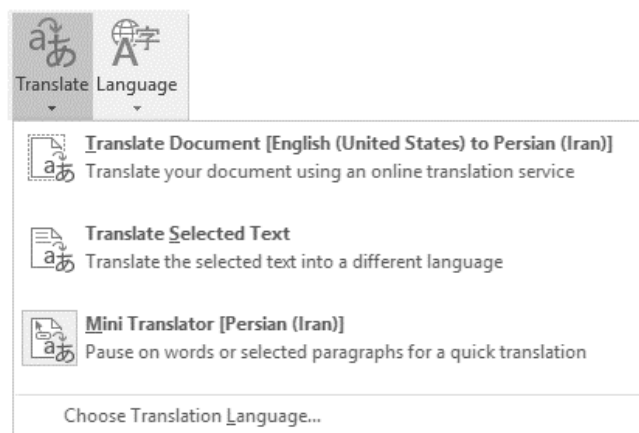 Translate Language
Translate Document [English (United States) to Persian (Iran)]
Translate your document using an online translation service
Translate Selected Text
Translate the selected text into a different language
Mini Translator [Persian (Iran)]
Pause on words or selected paragraphs for a quick translation
Choose Translation Language...